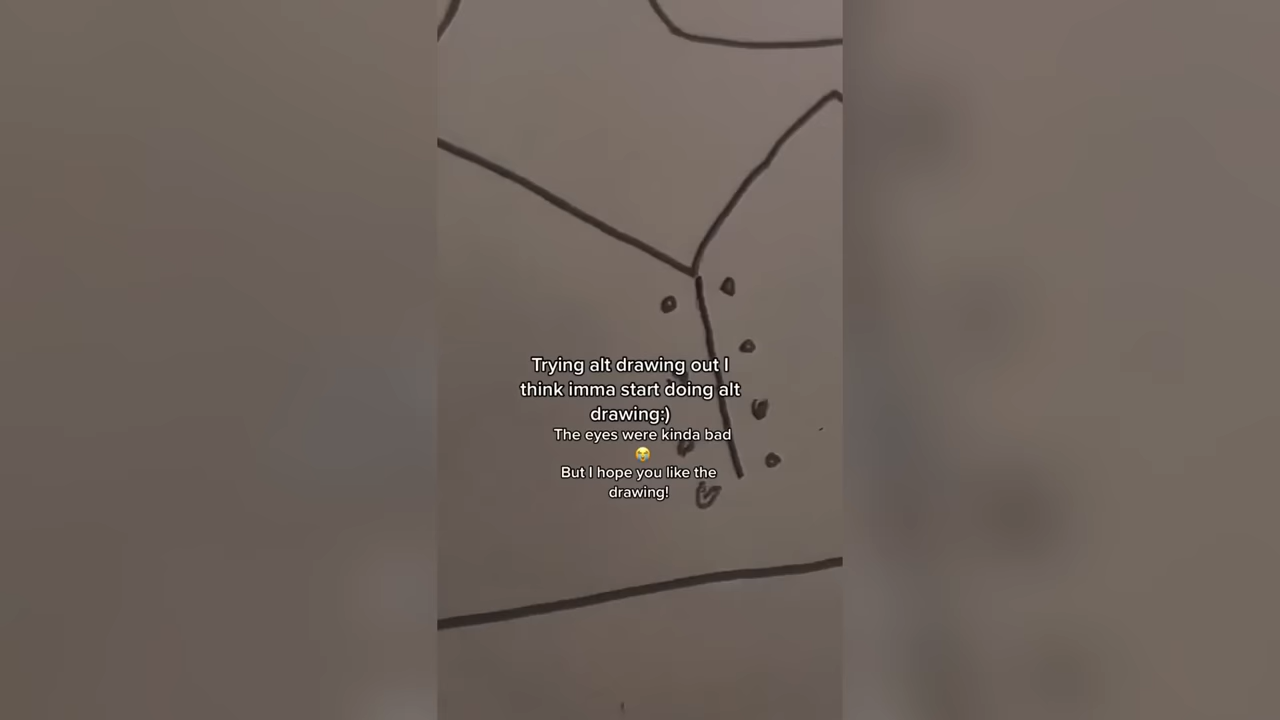 Trying alt drawing out I
think imma start doing alt
drawing:)
The eyes were kinda bad
😭
But I hope you like the
drawing!